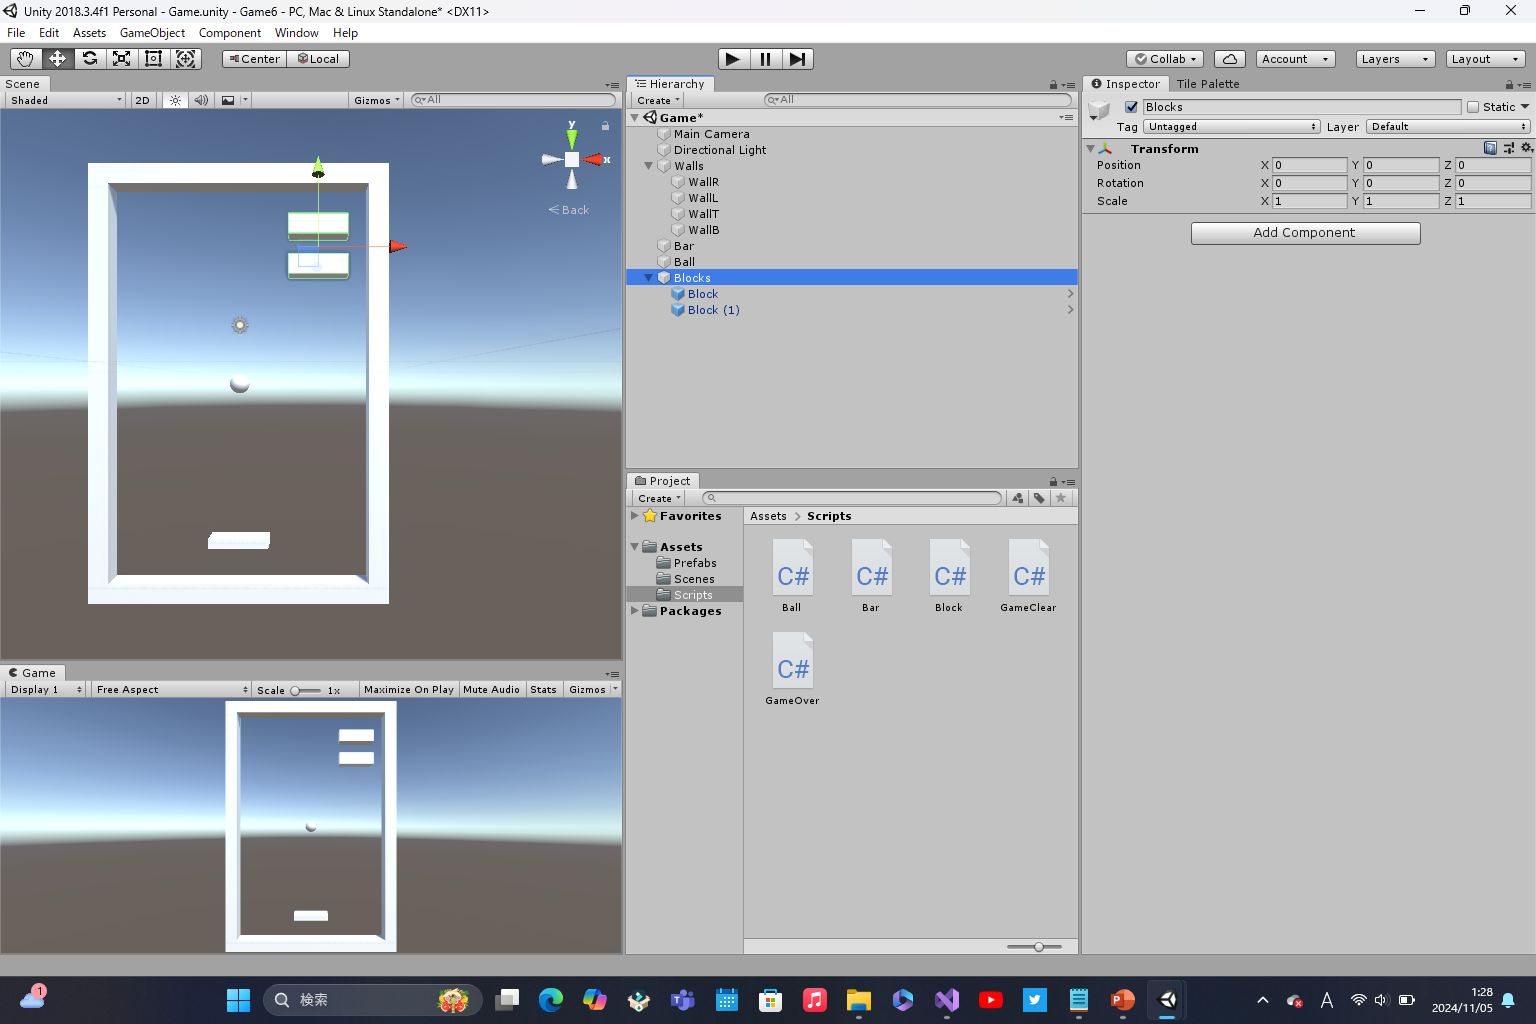 Unity 2018.3.4f1 Personal - Game.unity - Game6 - PC, Mac & Linux Standalone* <DX11>
File Edit Assets GameObject Component Window Help
Center Local
Collab Account Layers Layout
Scene
Shaded 2D Gizmos All
y
x
Back
Hierarchy
Create All
Game*
Main Camera
Directional Light
Walls
WallR
WallL
WallT
WallB
Bar
Ball
Blocks
Block
Block (1)
Inspector Tile Palette
Blocks Static
Tag Untagged Layer Default
Transform
Position X 0 Y 0 Z 0
Rotation X 0 Y 0 Z 0
Scale X 1 Y 1 Z 1
Add Component
Project
Create
Favorites
Assets
Prefabs
Scenes
Scripts
Packages
Assets > Scripts
C# C# C# C#
Ball Bar Block GameClear
C#
GameOver
Game
Display 1 Free Aspect Scale 1x Maximize On Play Mute Audio Stats Gizmos
1
検索
A
1:28
2024/11/05